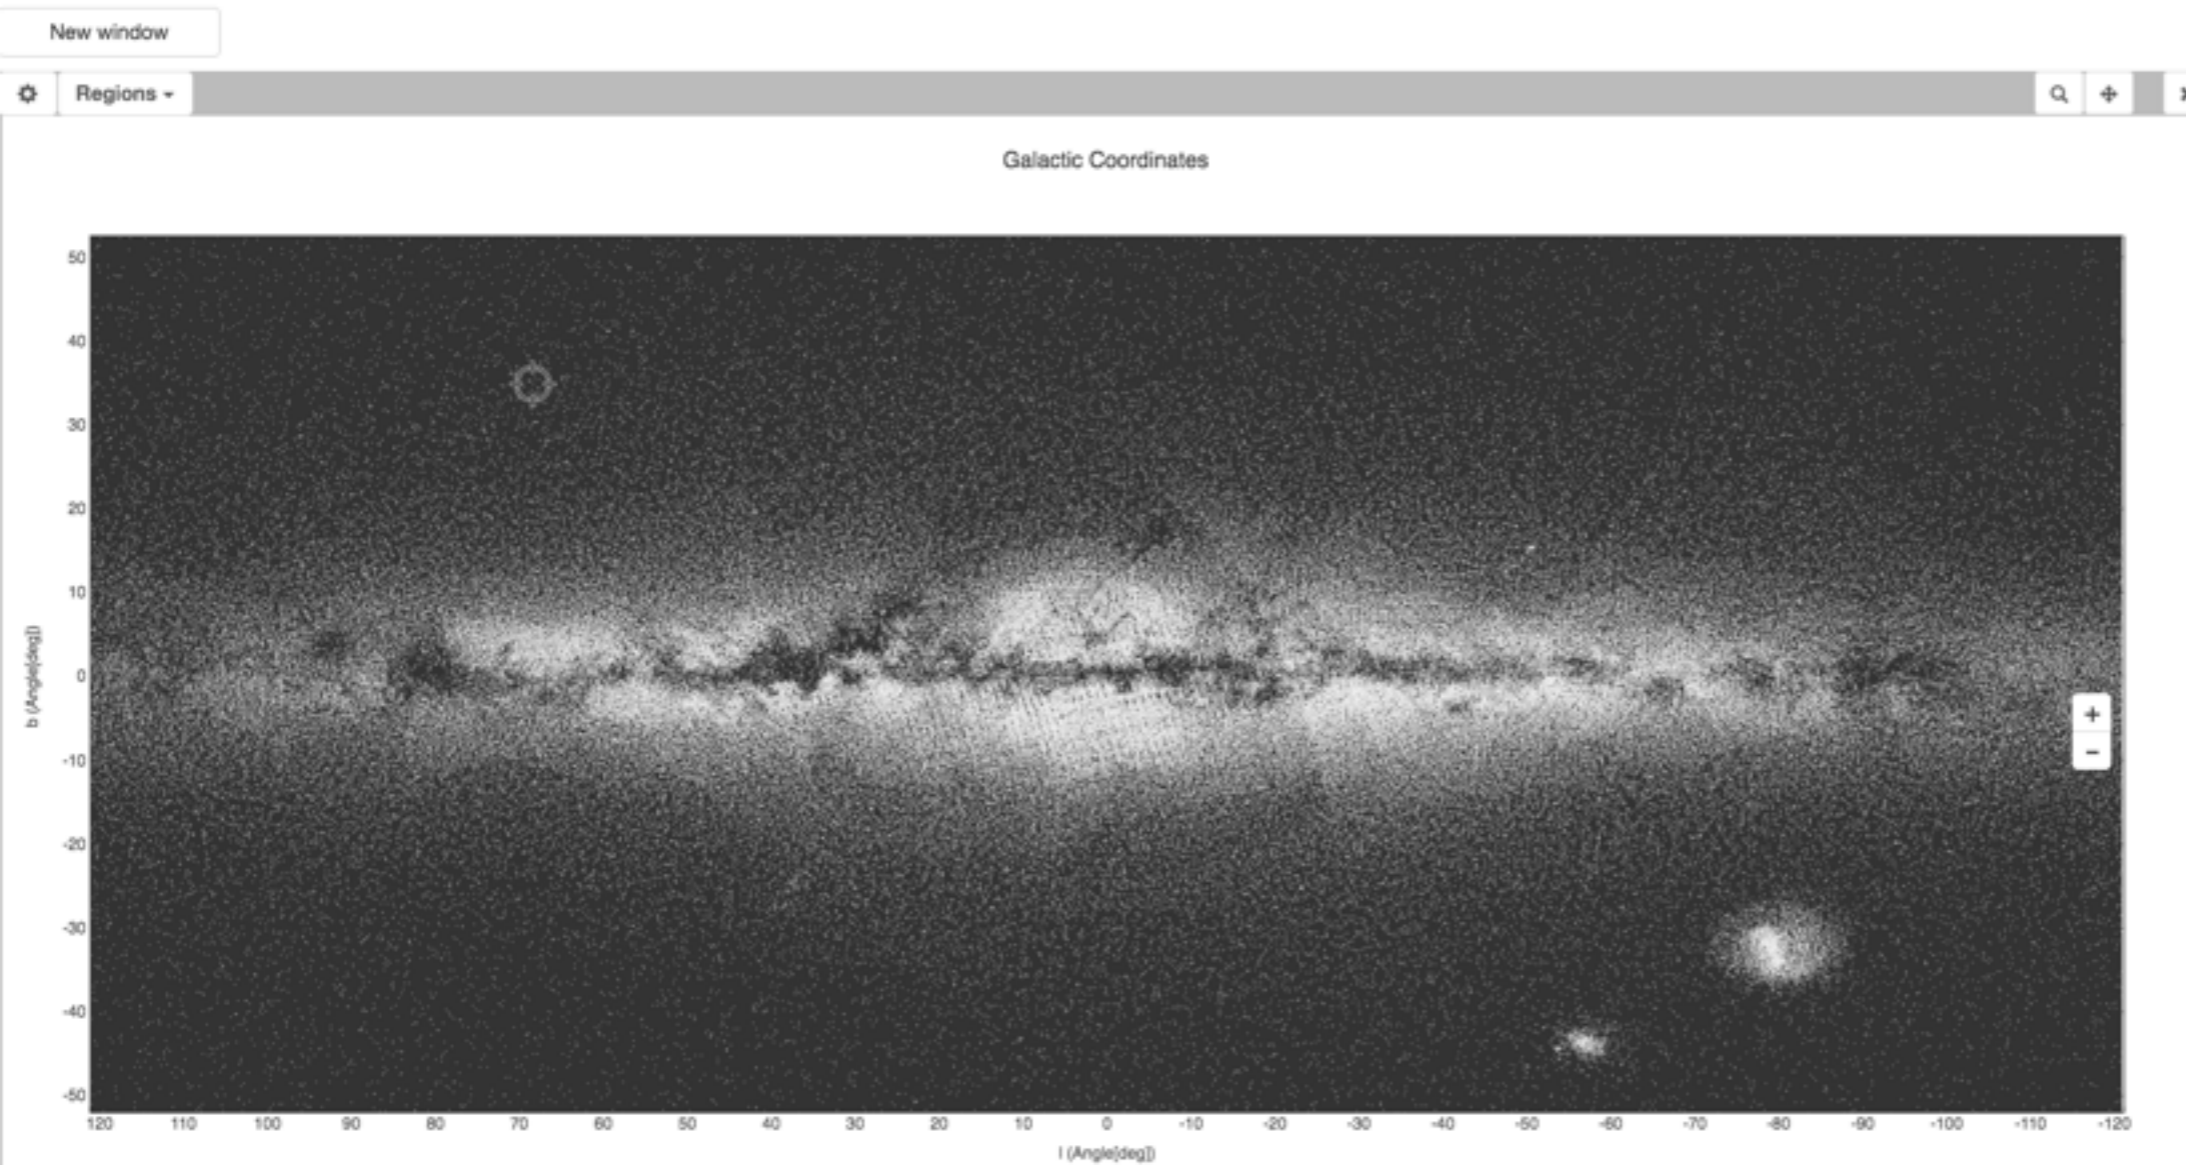 New window
Regions
Galactic Coordinates
50
40
30
20
10
0
-10
-20
-30
-40
-50
b (Angle[deg])
120 110 100 90 80 70 60 50 40 30 20 10 0 -10 -20 -30 -40 -50 -60 -70 -80 -90 -100 -110 -120
l (Angle[deg])
+
−